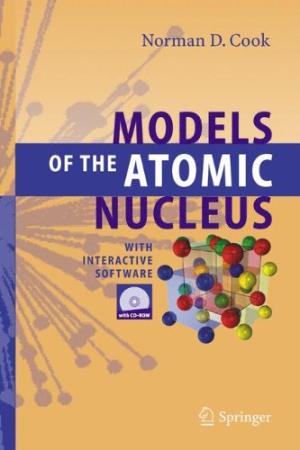 Norman D. Cook
MODELS
OF THE ATOMIC
NUCLEUS
WITH
INTERACTIVE
SOFTWARE
with CD-ROM
Springer